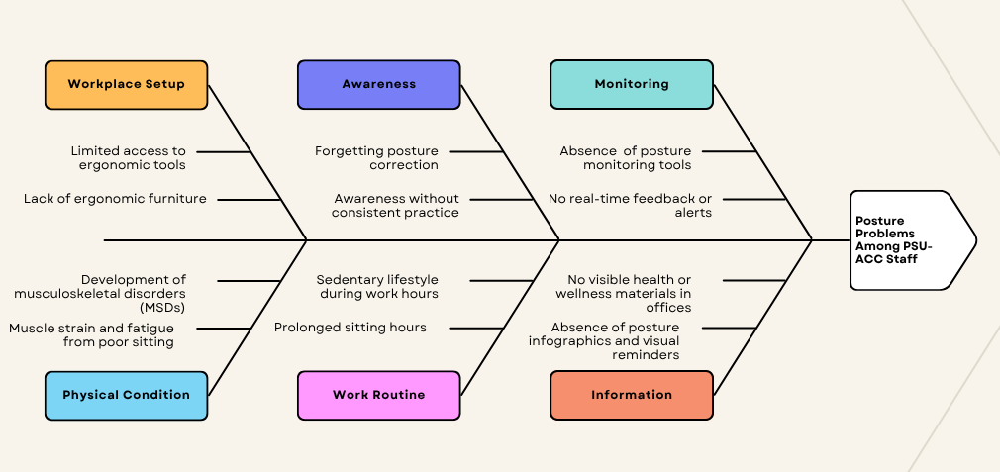 Workplace Setup
Awareness
Monitoring
Limited access to
ergonomic tools
Lack of ergonomic furniture
Forgetting posture
correction
Awareness without
consistent practice
Absence  of posture
monitoring tools
No real-time feedback or
alerts
Posture
Problems
Among PSU-
ACC Staff
Development of
musculoskeletal disorders
(MSDs)
Muscle strain and fatigue
from poor sitting
Sedentary lifestyle
during work hours
Prolonged sitting hours
No visible health or
wellness materials in
offices
Absence of posture
infographics and visual
reminders
Physical Condition
Work Routine
Information